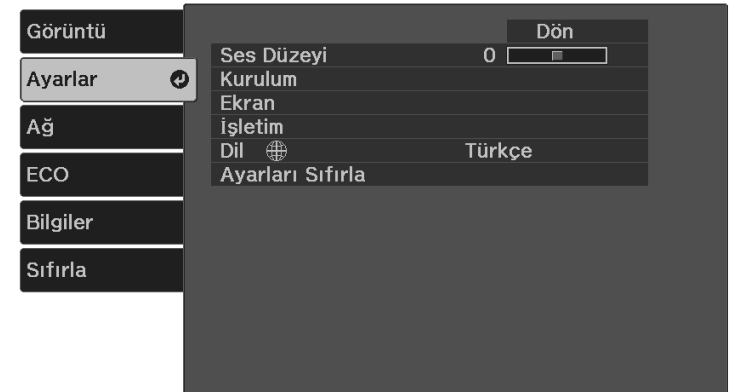 Görüntü
Ayarlar
Ağ
ECO
Bilgiler
Sıfırla
Dön
Ses Düzeyi 0
Kurulum
Ekran
İşletim
Dil Türkçe
Ayarları Sıfırla